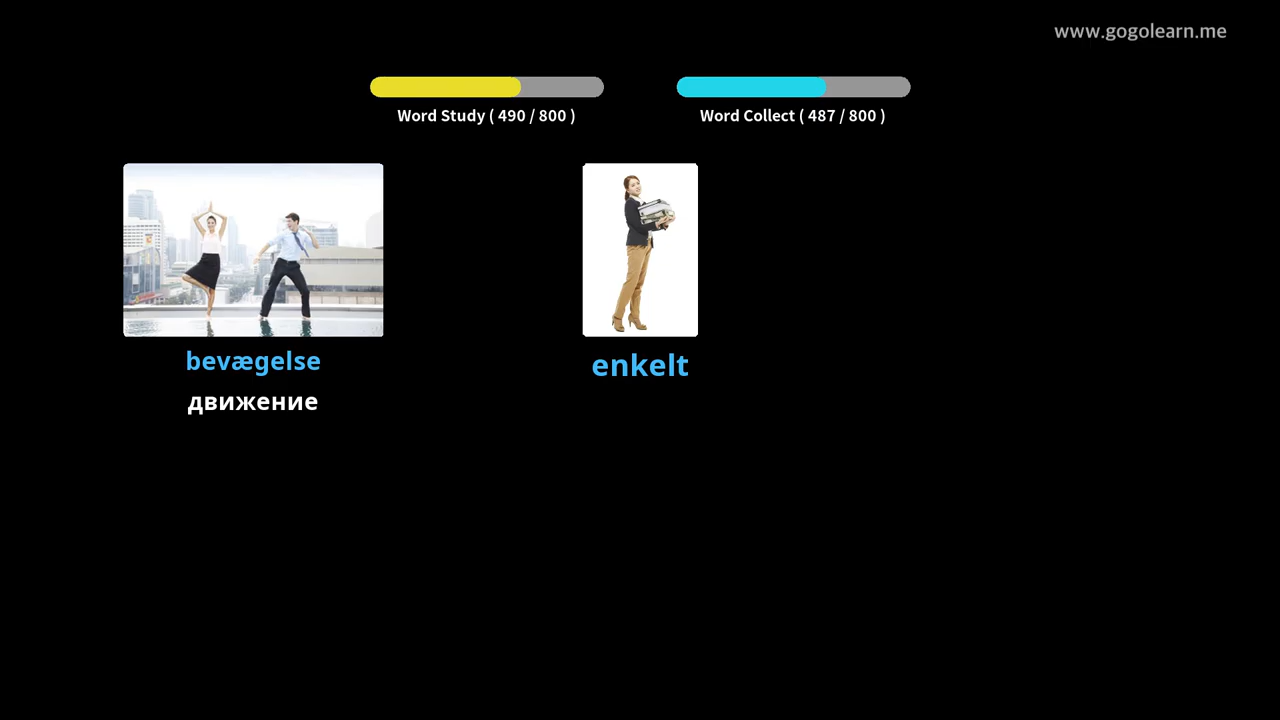 www.gogolearn.me
Word Study ( 490 / 800 )
Word Collect ( 487 / 800 )
bevægelse
движение
enkelt